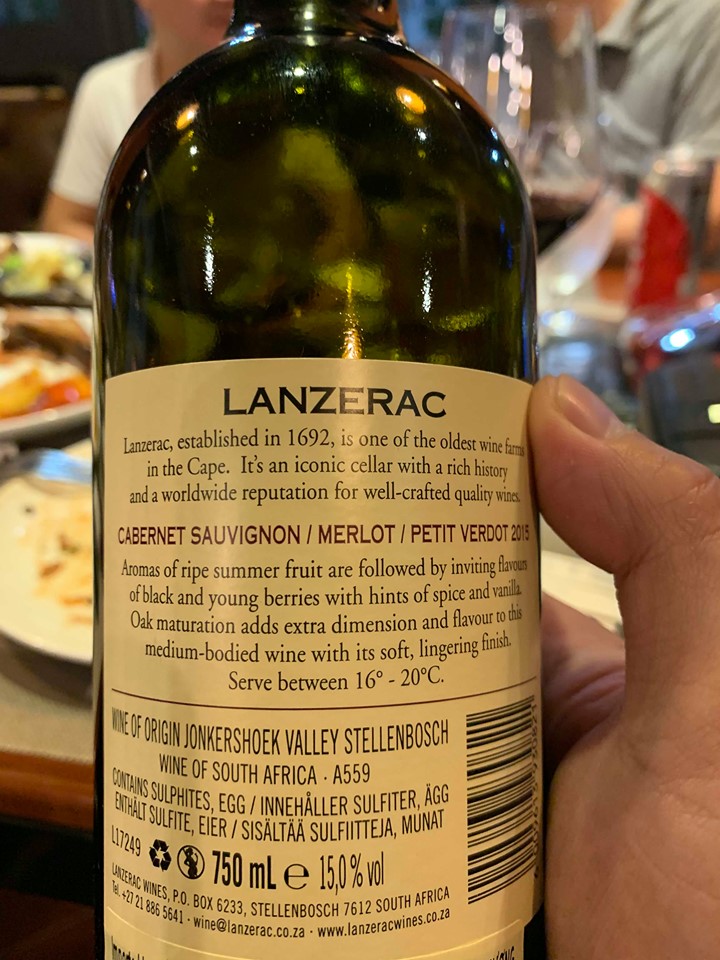 LANZERAC
Lanzerac, established in 1692, is one of the oldest wine farms
in the Cape. It's an iconic cellar with a rich history
and a worldwide reputation for well-crafted quality wines.
CABERNET SAUVIGNON / MERLOT / PETIT VERDOT 2015
Aromas of ripe summer fruit are followed by inviting flavours
of black and young berries with hints of spice and vanilla.
Oak maturation adds extra dimension and flavour to this
medium-bodied wine with its soft, lingering finish.
Serve between 16° - 20°C.
WINE OF ORIGIN JONKERSHOEK VALLEY STELLENBOSCH
WINE OF SOUTH AFRICA · A559
CONTAINS SULPHITES, EGG / INNEHÅLLER SULFITER, ÄGG
ENTHÄLT SULFITE, EIER / SISÄLTÄÄ SULFIITTEJA, MUNAT
L17249 750 mL e 15,0 % vol
LANZERAC WINES, P.O. BOX 6233, STELLENBOSCH 7612 SOUTH AFRICA
Tel. +27 21 886 5641 · wine@lanzerac.co.za · www.lanzeracwines.co.za